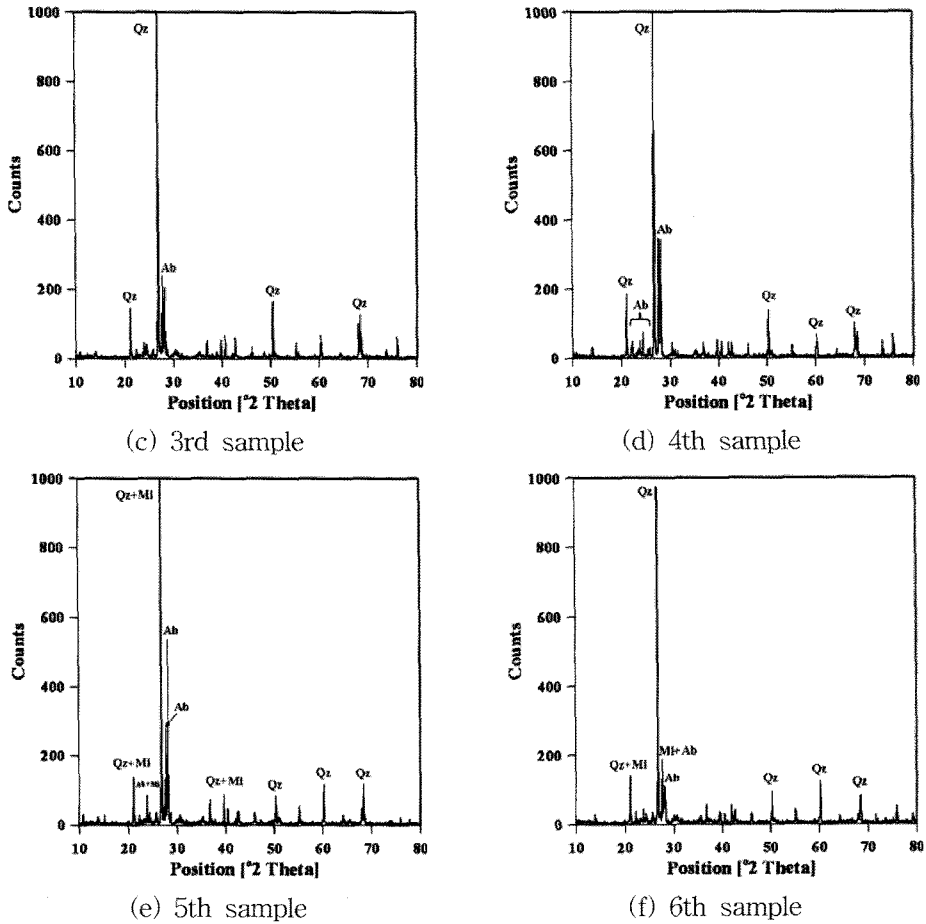 1000
800
600
400
200
0
Counts
Qz
Qz
Ab
Qz
Qz
10 20 30 40 50 60 70 80
Position [°2 Theta]
(c) 3rd sample
1000
800
600
400
200
0
Counts
Qz
Qz
Ab
Ab
Qz
Qz
Qz
10 20 30 40 50 60 70 80
Position [°2 Theta]
(d) 4th sample
1000
800
600
400
200
0
Counts
Qz+Mi
Ab
Ab
Qz+Mi
Qz+Mi
Qz
Qz
Qz
10 20 30 40 50 60 70 80
Position [°2 Theta]
(e) 5th sample
1000
800
600
400
200
0
Counts
Qz
Mi+Ab
Qz+Mi
Ab
Qz
Qz
Qz
10 20 30 40 50 60 70 80
Position [°2 Theta]
(f) 6th sample